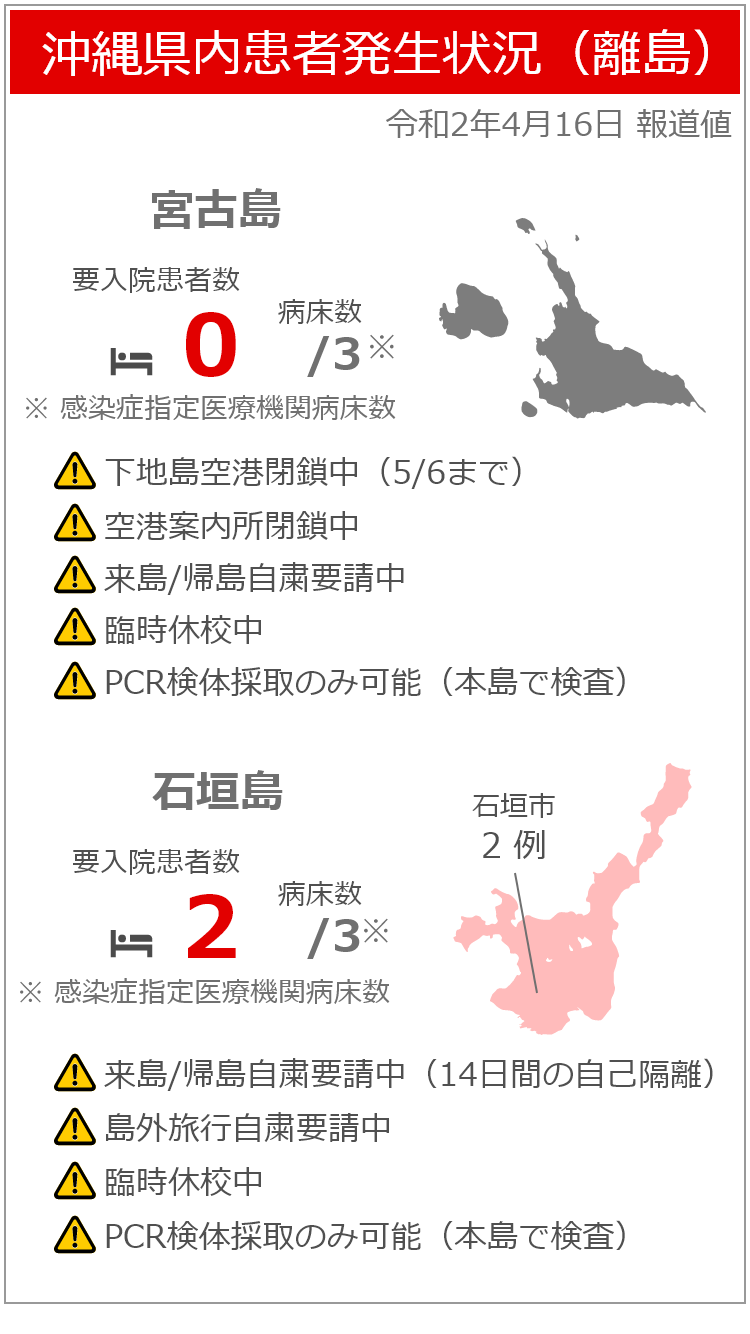 沖縄県内患者発生状況（離島）
令和2年4月16日 報道値
宮古島
要入院患者数
病床数
0
/3※
※ 感染症指定医療機関病床数
下地島空港閉鎖中（5/6まで）
空港案内所閉鎖中
来島/帰島自粛要請中
臨時休校中
PCR検体採取のみ可能（本島で検査）
石垣島
石垣市
2 例
要入院患者数
病床数
2
/3※
※ 感染症指定医療機関病床数
来島/帰島自粛要請中（14日間の自己隔離）
島外旅行自粛要請中
臨時休校中
PCR検体採取のみ可能（本島で検査）